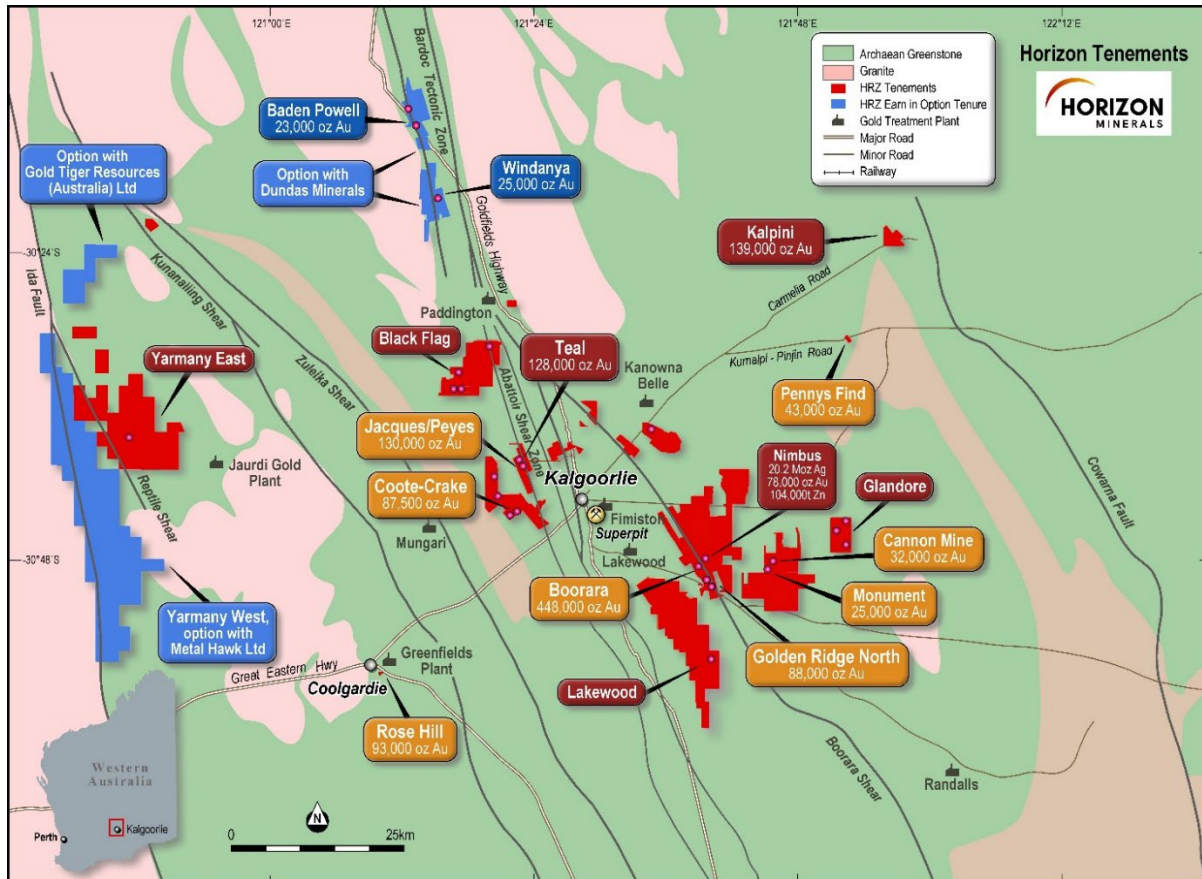 121°00'E
121°24'E
121°48'E
122°12'E
Horizon Tenements
HORIZON
MINERALS
Archaean Greenstone
Granite
HRZ Tenements
HRZ Earn in Option Tenure
Gold Treatment Plant
Major Road
Minor Road
Railway
Bardoc Tectonic Zone
Baden Powell
23,000 oz Au
Option with
Gold Tiger Resources
(Australia) Ltd
Option with
Dundas Minerals
Windanya
25,000 oz Au
Goldfields Highway
Kalpini
139,000 oz Au
-30°24'S
Ida Fault
Kunanalling Shear
Carmelia Road
Paddington
Zuleika Shear
Black Flag
Teal
128,000 oz Au
Kurnalpi - Pinjin Road
Yarmany East
Abattoir Shear Zone
Kanowna
Belle
Pennys Find
43,000 oz Au
Jacques/Peyes
130,000 oz Au
Jaurdi Gold
Plant
Reptile Shear
Coote-Crake
87,500 oz Au
Kalgoorlie
Nimbus
20.2 Moz Ag
78,000 oz Au
104,000t Zn
Glandore
Cowarna Fault
Fimiston
Superpit
Mungari
Lakewood
Cannon Mine
32,000 oz Au
-30°48'S
Boorara
448,000 oz Au
Monument
25,000 oz Au
Yarmany West,
option with
Metal Hawk Ltd
Golden Ridge North
88,000 oz Au
Great Eastern Hwy
Greenfields
Plant
Coolgardie
Lakewood
Rose Hill
93,000 oz Au
Boorara Shear
Randalls
Western
Australia
Perth
Kalgoorlie
N
0
25km